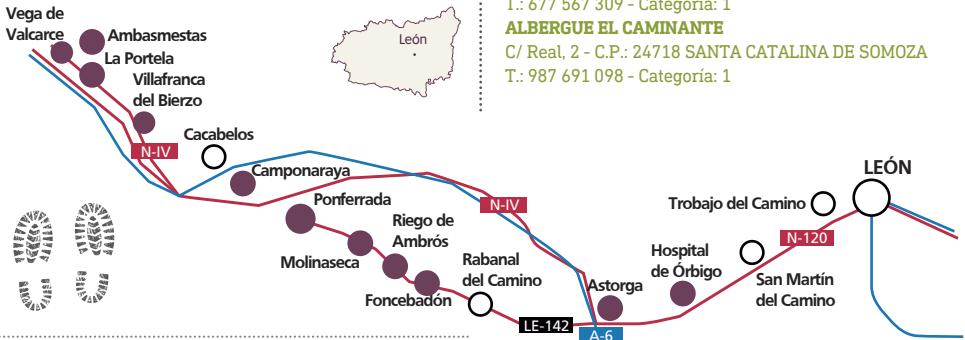 T.: 677 567 309 - Categoría: 1
ALBERGUE EL CAMINANTE
C/ Real, 2 - C.P.: 24718 SANTA CATALINA DE SOMOZA
T.: 987 691 098 - Categoría: 1
León
Vega de
Valcarce
Ambasmestas
La Portela
Villafranca
del Bierzo
N-IV
Cacabelos
Camponaraya
Ponferrada
Riego de
Ambrós
Molinaseca
Foncebadón
Rabanal
del Camino
N-IV
LE-142
Astorga
A-6
Hospital
de Órbigo
Trobajo del Camino
LEÓN
N-120
San Martín
del Camino